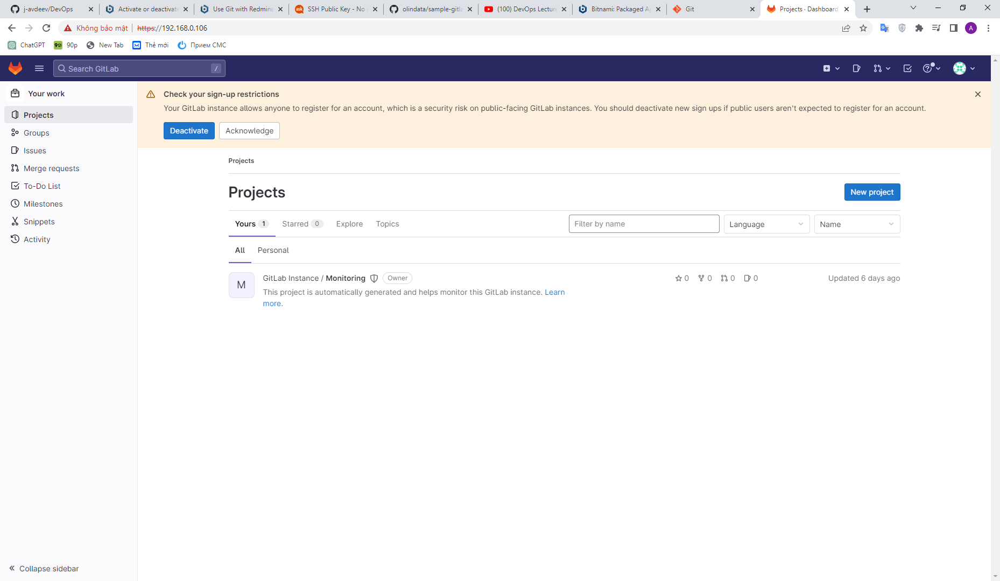 j-avdeev/DevOps
Activate or deactivate
Use Git with Redmine
SSH Public Key - No
olindata/sample-gitla
(100) DevOps Lectur
Bitnami: Packaged Ap
Git
Projects · Dashboard
Không bảo mật
https://192.168.0.106
A
ChatGPT
90p
New Tab
Thẻ mới
Прием СМС
Search GitLab
/
Your work
Projects
Groups
Issues
Merge requests
To-Do List
Milestones
Snippets
Activity
Collapse sidebar
Check your sign-up restrictions
Your GitLab instance allows anyone to register for an account, which is a security risk on public-facing GitLab instances. You should deactivate new sign ups if public users aren't expected to register for an account.
Deactivate
Acknowledge
Projects
Projects
New project
Yours 1
Starred 0
Explore
Topics
Filter by name
Language
Name
All
Personal
M
GitLab Instance / Monitoring
Owner
0
0
0
0
Updated 6 days ago
This project is automatically generated and helps monitor this GitLab instance. Learn
more.